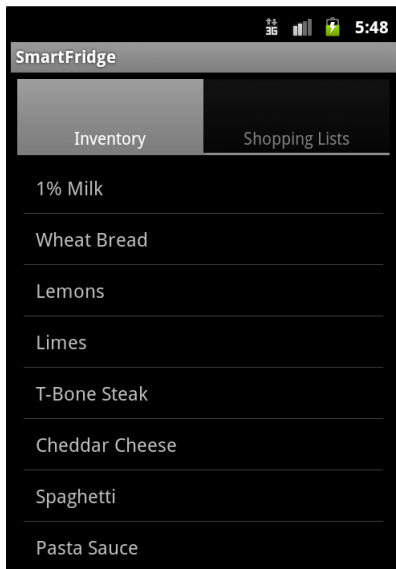 3G 5:48
SmartFridge
Inventory Shopping Lists
1% Milk
Wheat Bread
Lemons
Limes
T-Bone Steak
Cheddar Cheese
Spaghetti
Pasta Sauce